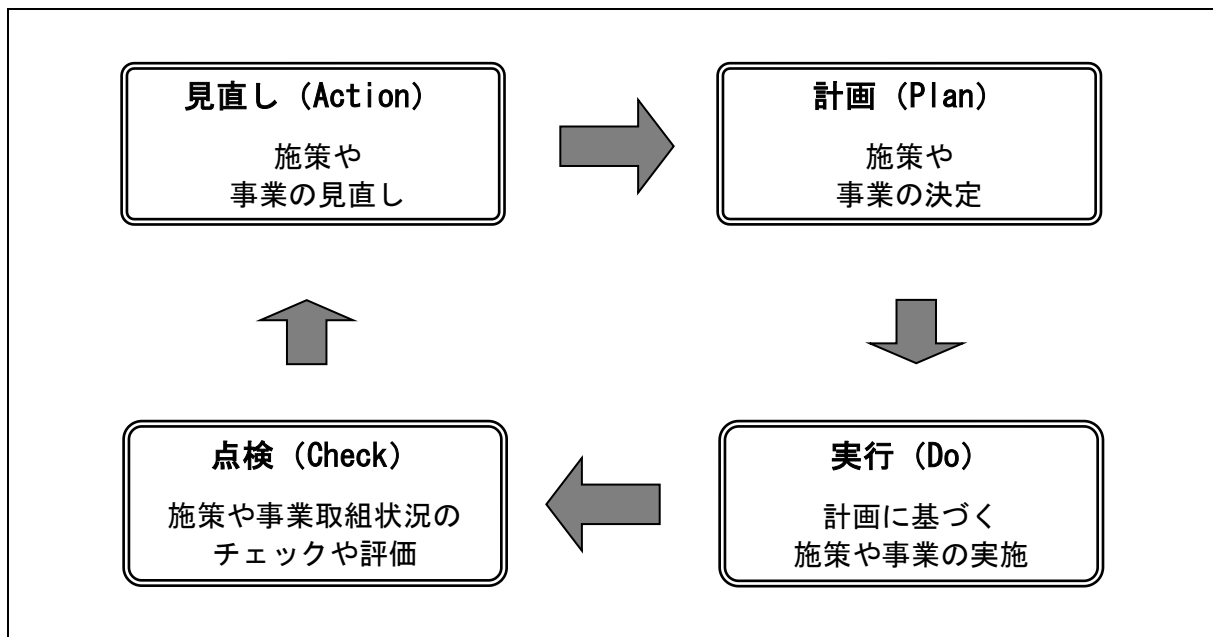 見直し（Action）
施策や
事業の見直し
計画（Plan）
施策や
事業の決定
点検（Check）
施策や事業取組状況の
チェックや評価
実行（Do）
計画に基づく
施策や事業の実施